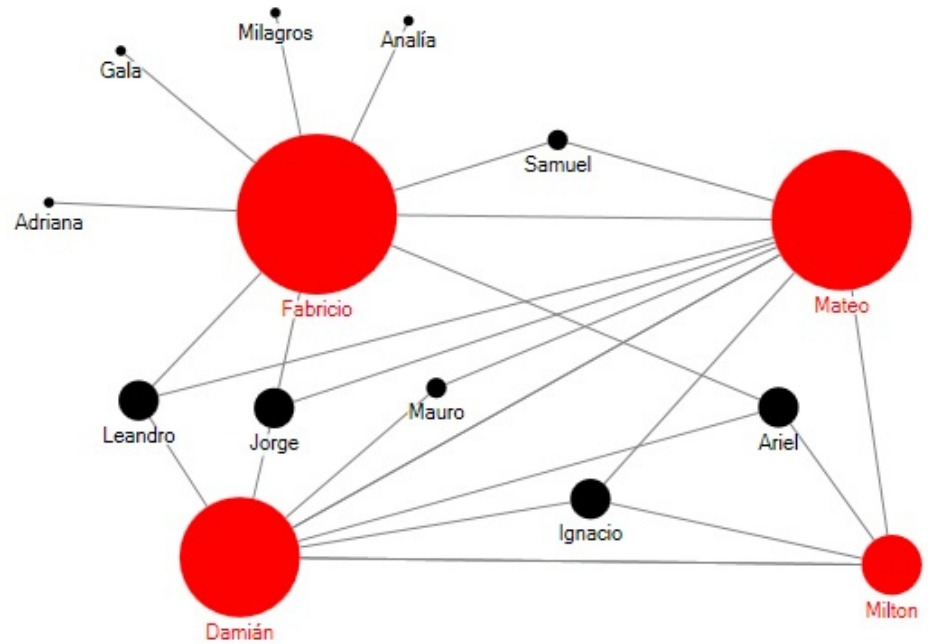 Milagros
Analía
Gala
Samuel
Adriana
Fabricio
Mateo
Mauro
Leandro
Jorge
Ariel
Ignacio
Milton
Damián